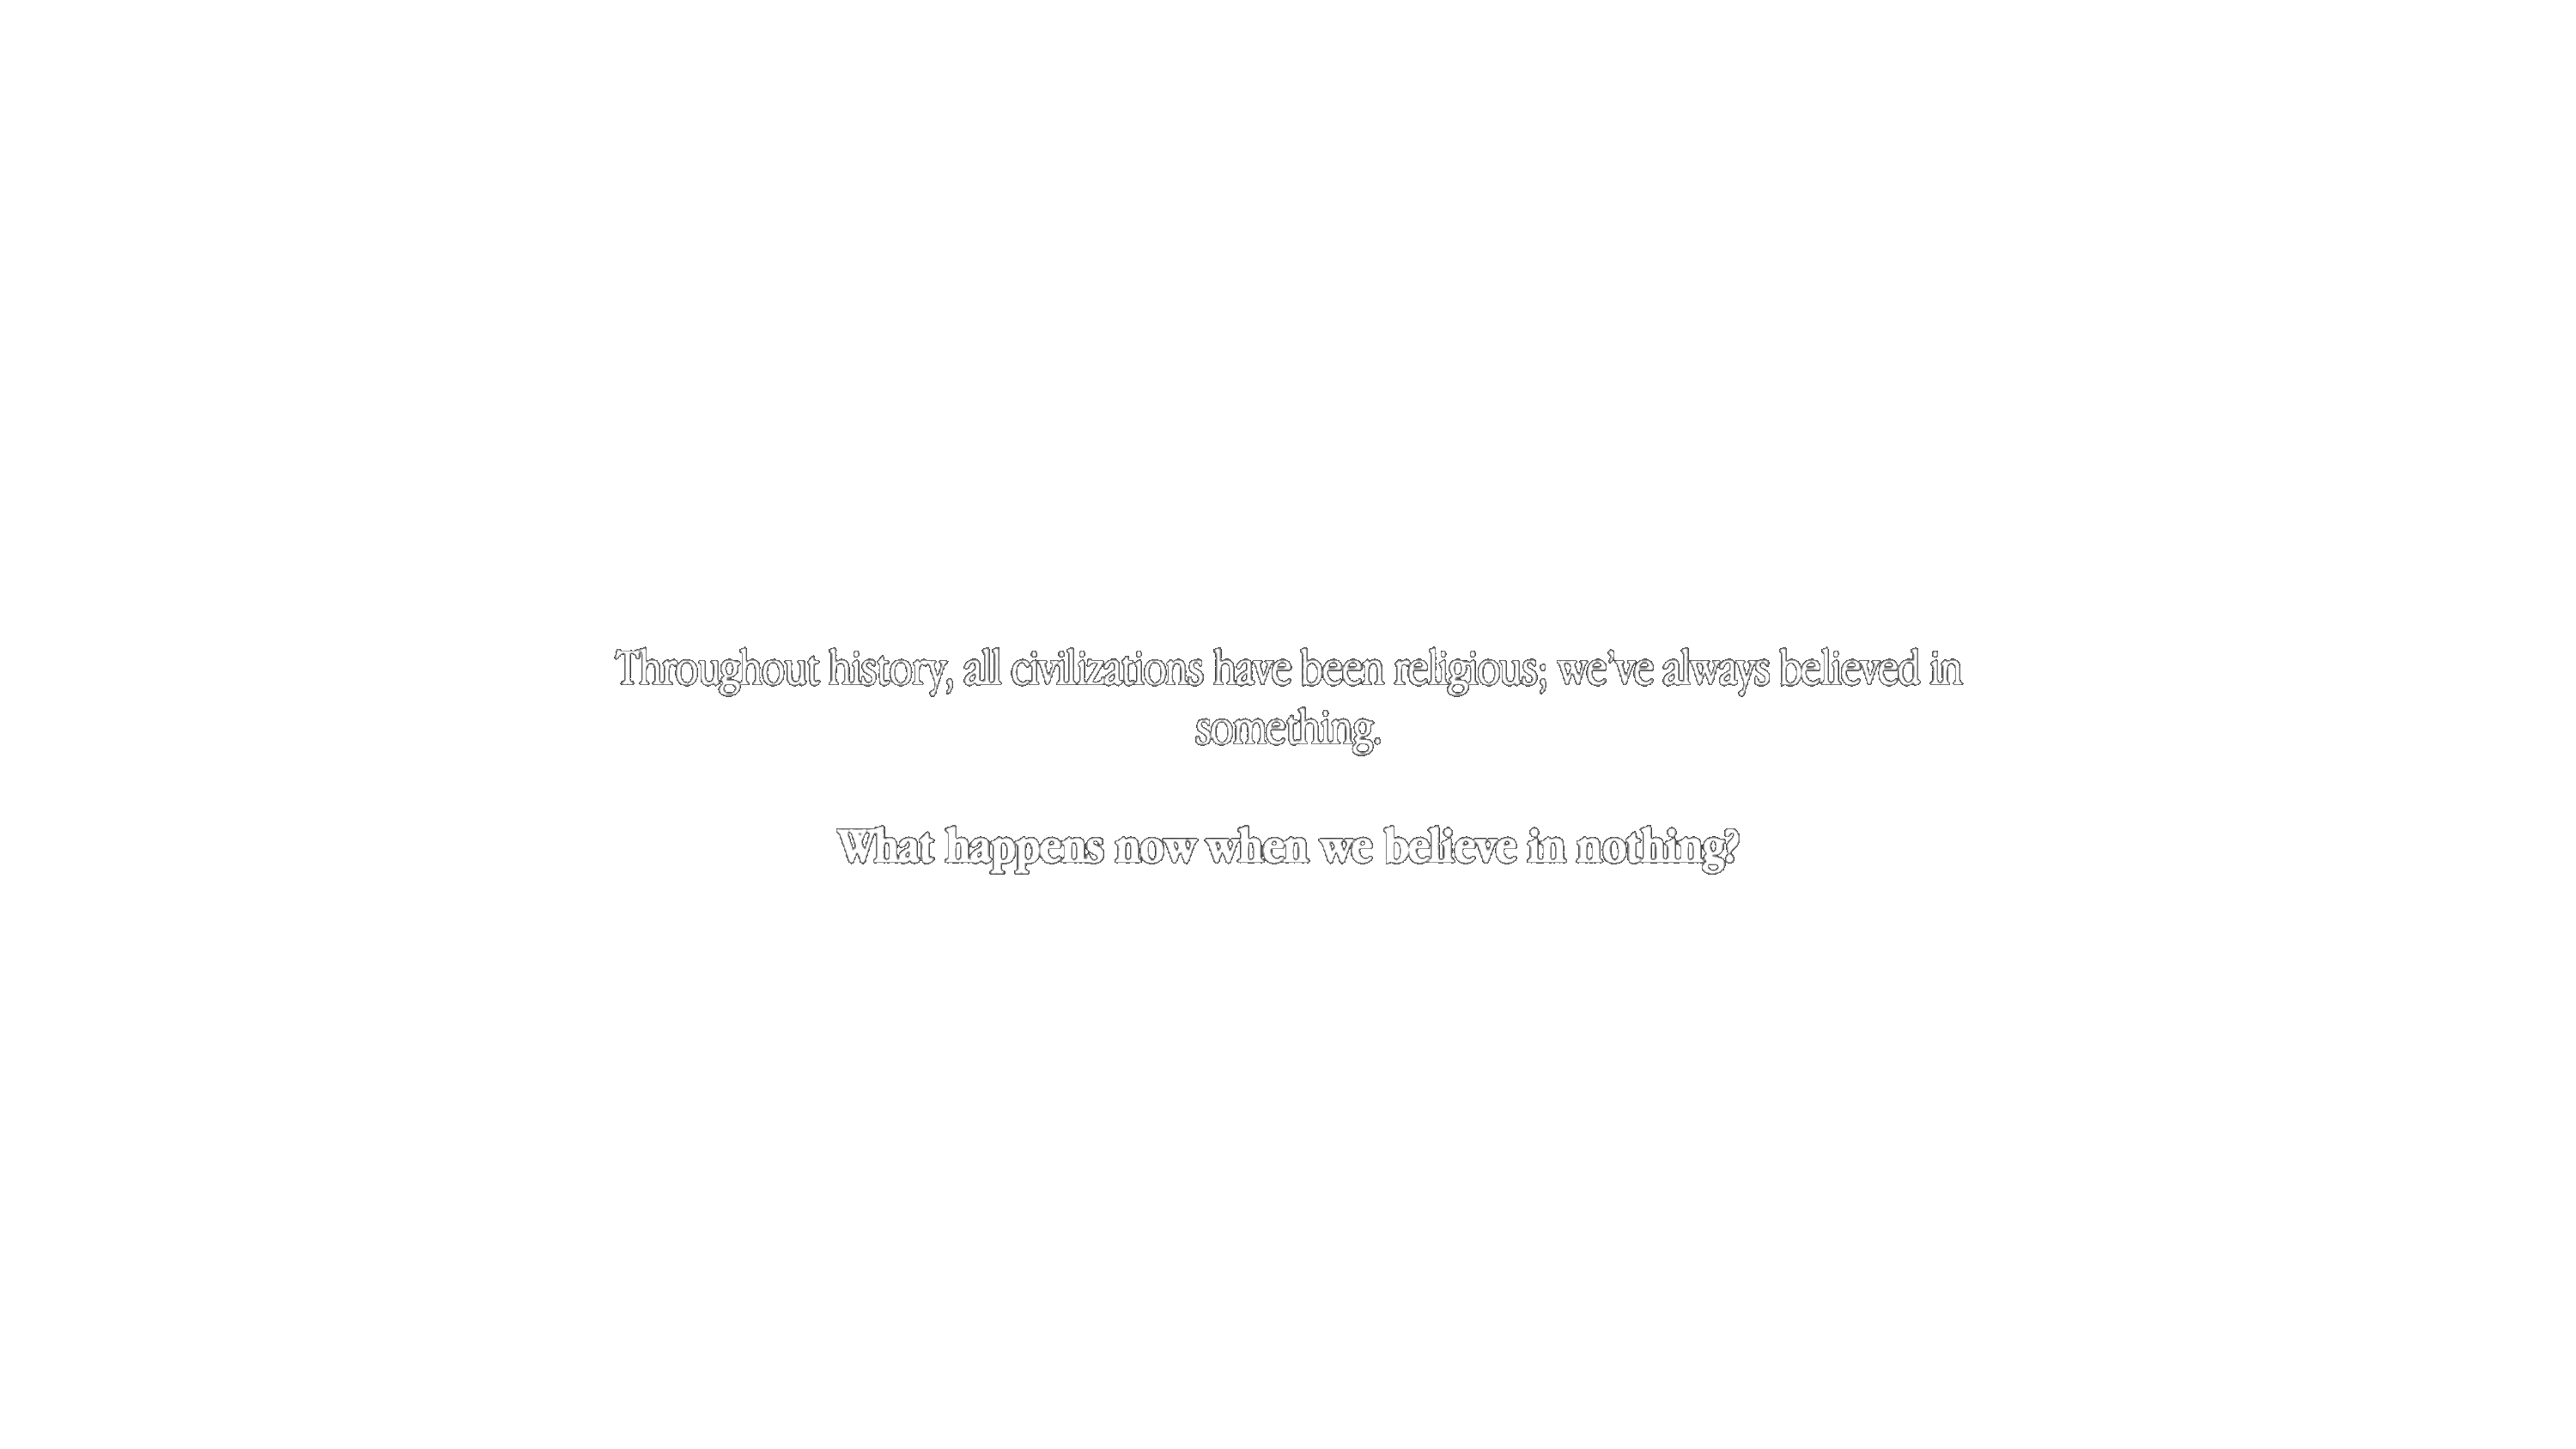 Throughout history, all civilizations have been religious; we've always believed in
something.
What happens now when we believe in nothing?